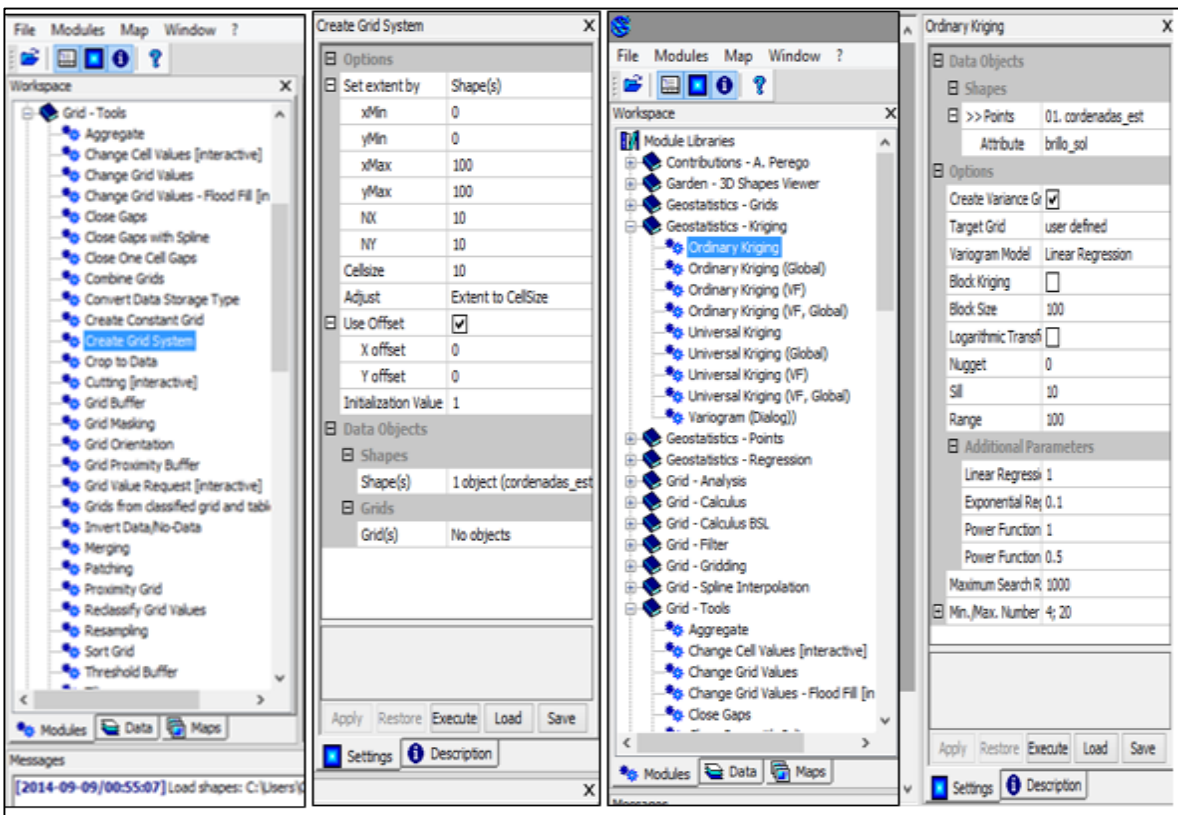 File Modules Map Window ?
Workspace X
Grid - Tools
Aggregate
Change Cell Values [interactive]
Change Grid Values
Change Grid Values - Flood Fill [in
Close Gaps
Close Gaps with Spline
Close One Cell Gaps
Combine Grids
Convert Data Storage Type
Create Constant Grid
Create Grid System
Crop to Data
Cutting [interactive]
Grid Buffer
Grid Masking
Grid Orientation
Grid Proximity Buffer
Grid Value Request [interactive]
Grids from classified grid and table
Invert Data/No-Data
Merging
Patching
Proximity Grid
Reclassify Grid Values
Resampling
Sort Grid
Threshold Buffer
Modules Data Maps
Messages
[2014-09-09/00:55:07] Load shapes: C:\Users\
Create Grid System X
Options
Set extent by Shape(s)
xMin 0
yMin 0
xMax 100
yMax 100
NX 10
NY 10
Cellsize 10
Adjust Extent to CellSize
Use Offset
X offset 0
Y offset 0
Initialization Value 1
Data Objects
Shapes
Shape(s) 1 object (cordenadas_est
Grids
Grid(s) No objects
Apply Restore Execute Load Save
Settings Description
X
File Modules Map Window ?
Workspace X
Module Libraries
Contributions - A. Perego
Garden - 3D Shapes Viewer
Geostatistics - Grids
Geostatistics - Kriging
Ordinary Kriging
Ordinary Kriging (Global)
Ordinary Kriging (VF)
Ordinary Kriging (VF, Global)
Universal Kriging
Universal Kriging (Global)
Universal Kriging (VF)
Universal Kriging (VF, Global)
Variogram (Dialog))
Geostatistics - Points
Geostatistics - Regression
Grid - Analysis
Grid - Calculus
Grid - Calculus BSL
Grid - Filter
Grid - Gridding
Grid - Spline Interpolation
Grid - Tools
Aggregate
Change Cell Values [interactive]
Change Grid Values
Change Grid Values - Flood Fill [in
Close Gaps
Modules Data Maps
Ordinary Kriging X
Data Objects
Shapes
>> Points 01. cordenadas_est
Attribute brillo_sol
Options
Create Variance Gr
Target Grid user defined
Variogram Model Linear Regression
Block Kriging
Block Size 100
Logarithmic Transf
Nugget 0
Sill 10
Range 100
Additional Parameters
Linear Regressi 1
Exponential Reg 0.1
Power Function 1
Power Function 0.5
Maximum Search R 1000
Min./Max. Number 4; 20
Apply Restore Execute Load Save
Settings Description